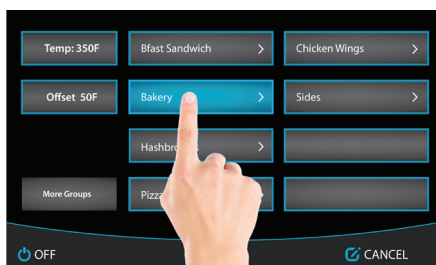 Temp: 350F
Bfast Sandwich
Chicken Wings
Offset 50F
Bakery
Sides
More Groups
OFF
CANCEL